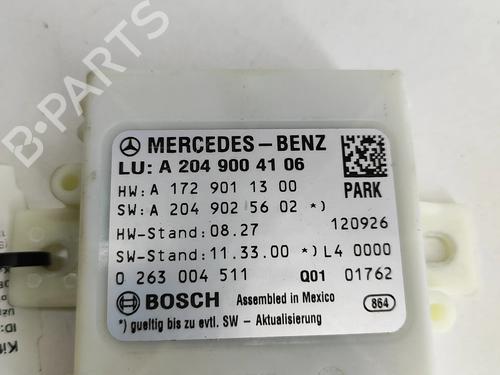 MERCEDES-BENZ
LU: A 204 900 41 06
HW: A 172 901 13 00
PARK
SW: A 204 902 56 02 *)
HW-Stand: 08.27 120926
SW-Stand: 11.33.00 *) L4 0000
0 263 004 511 Q01 01762
BOSCH Assembled in Mexico 864
*) gueltig bis zu evtl. SW - Aktualisierung